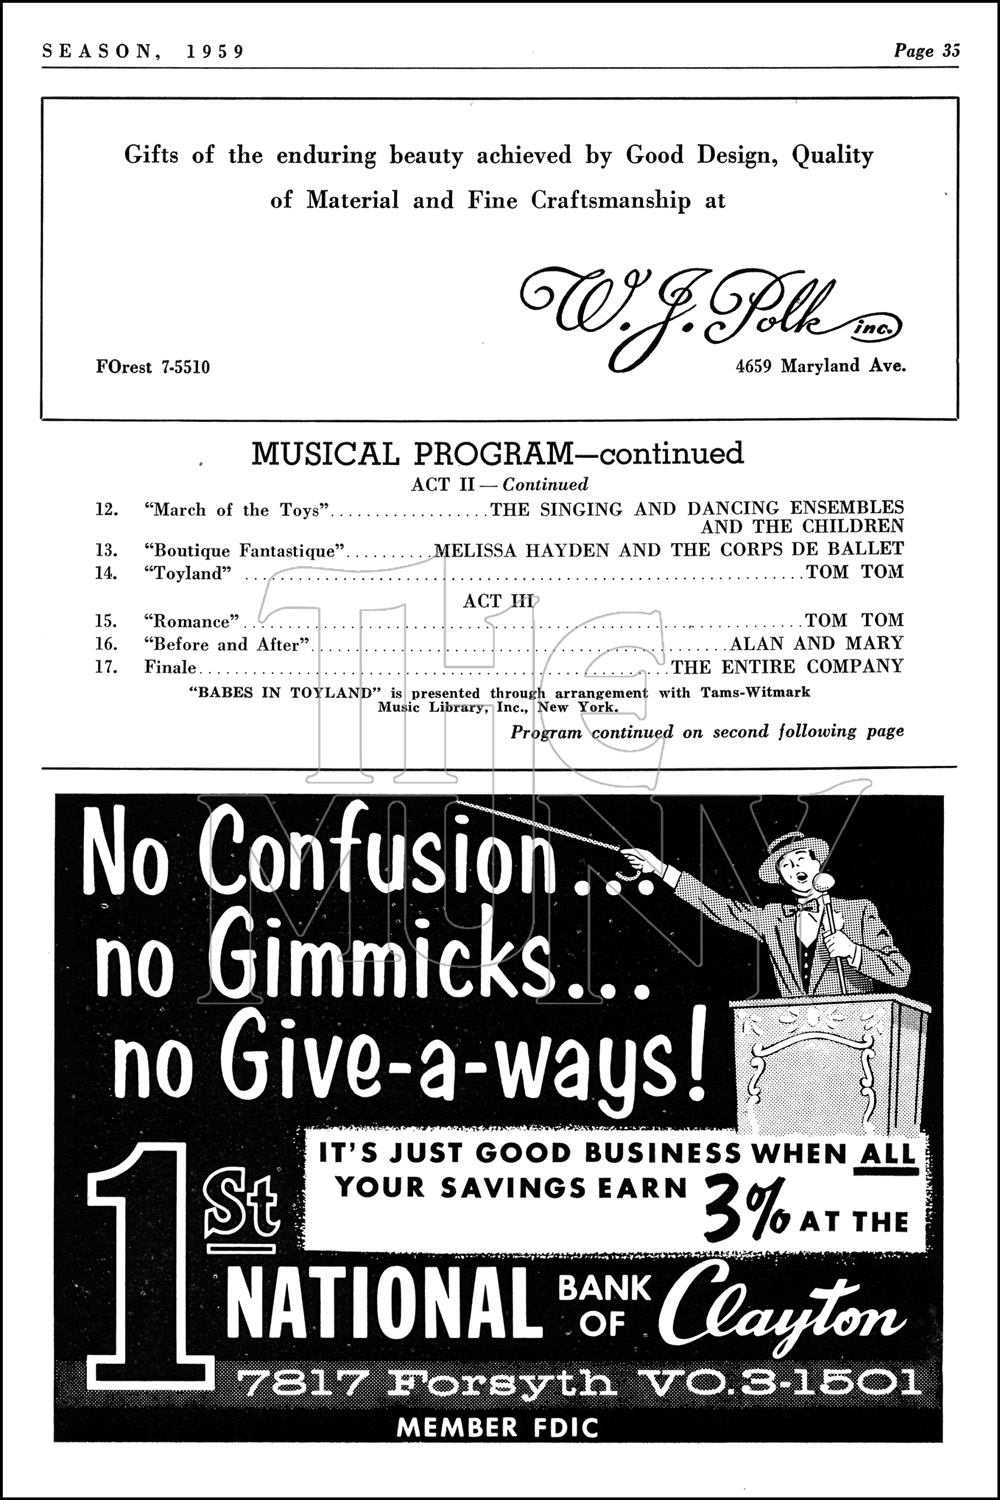 SEASON, 1959 Page 35
Gifts of the enduring beauty achieved by Good Design, Quality
of Material and Fine Craftsmanship at
W. J. Polk inc.
FOrest 7-5510 4659 Maryland Ave.
MUSICAL PROGRAM—continued
ACT II — Continued
12. “March of the Toys”...................THE SINGING AND DANCING ENSEMBLES
AND THE CHILDREN
13. “Boutique Fantastique”..........MELISSA HAYDEN AND THE CORPS DE BALLET
14. “Toyland” ..............................................................TOM TOM
ACT III
15. “Romance”..............................................................TOM TOM
16. “Before and After”..............................................ALAN AND MARY
17. Finale....................................................THE ENTIRE COMPANY
“BABES IN TOYLAND” is presented through arrangement with Tams-Witmark
Music Library, Inc., New York.
Program continued on second following page
THE
MUNY
No Confusion...
no Gimmicks...
no Give-a-ways!
IT'S JUST GOOD BUSINESS WHEN ALL
YOUR SAVINGS EARN 3% AT THE
1St
NATIONAL BANK OF Clayton
7817 Forsyth VO.3-1501
MEMBER FDIC